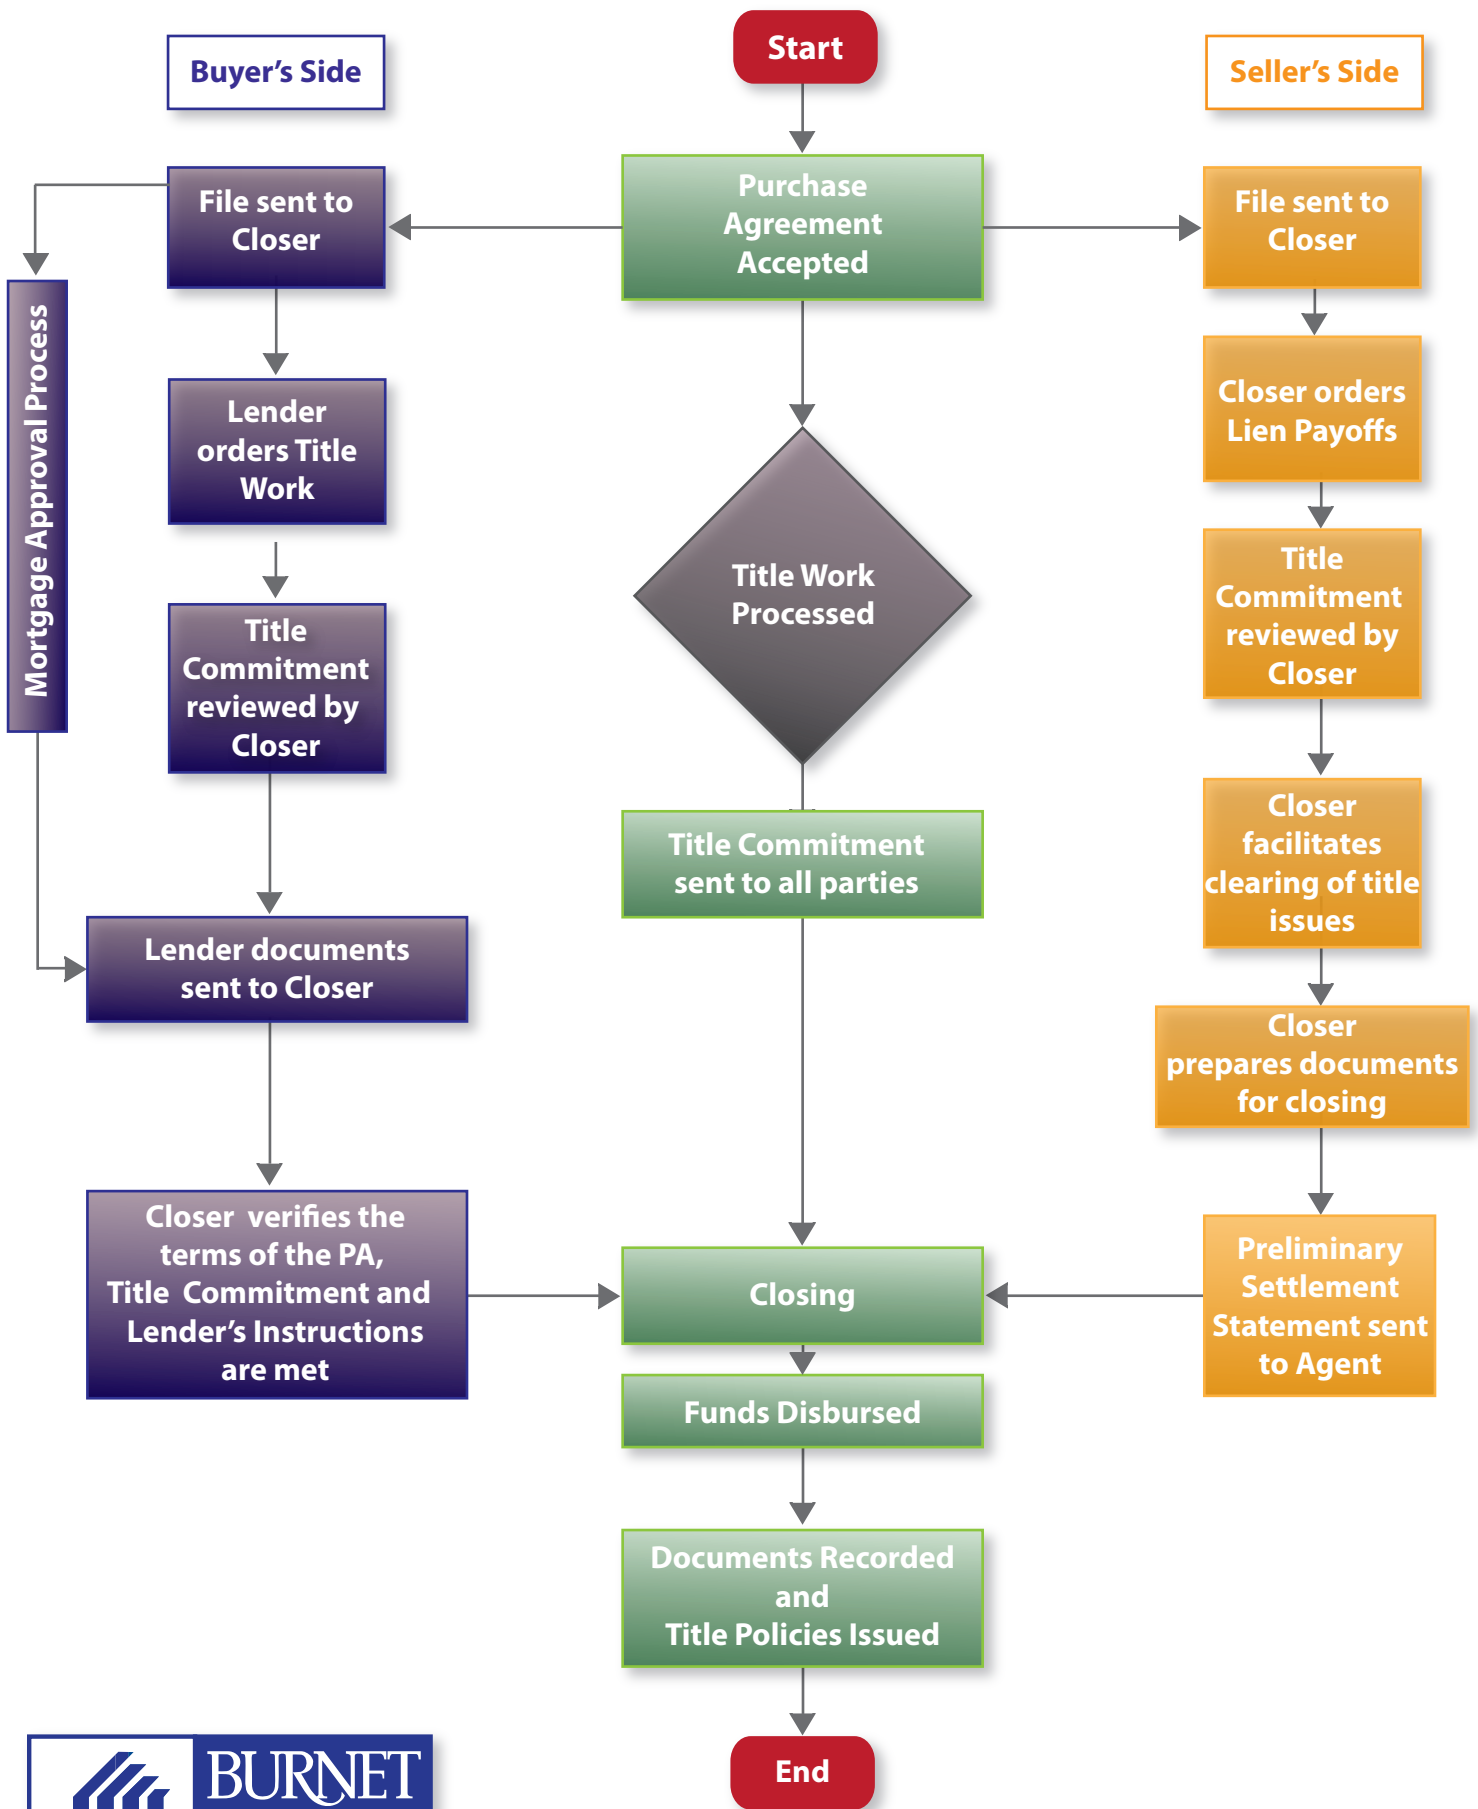 Start
Buyer's Side
Seller's Side
File sent to
Closer
Purchase
Agreement
Accepted
File sent to
Closer
Mortgage Approval Process
Lender
orders Title
Work
Closer orders
Lien Payoffs
Title Work
Processed
Title
Commitment
reviewed by
Closer
Title
Commitment
reviewed by
Closer
Title Commitment
sent to all parties
Closer
facilitates
clearing of title
issues
Lender documents
sent to Closer
Closer
prepares documents
for closing
Closer  verifies the
terms of the PA,
Title  Commitment and
Lender's Instructions
are met
Closing
Preliminary
Settlement
Statement sent
to Agent
Funds Disbursed
Documents Recorded
and
Title Policies Issued
End
BURNET